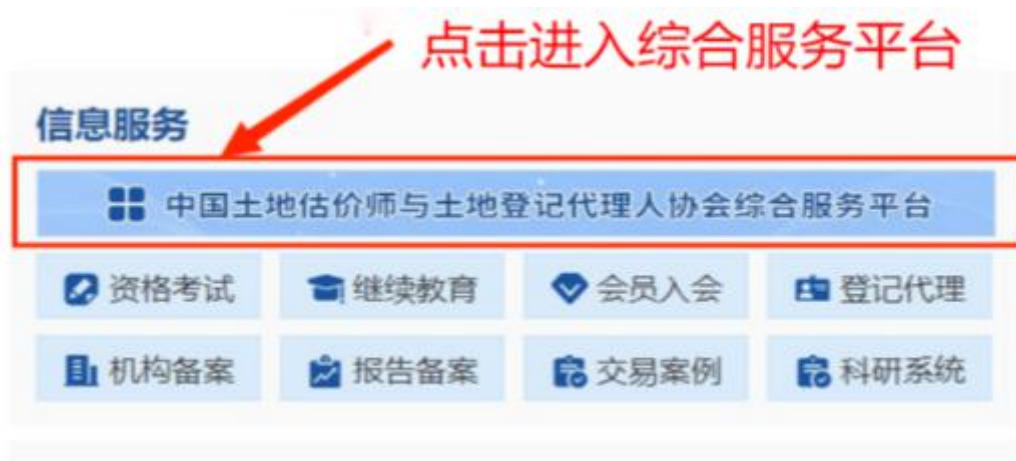 点击进入综合服务平台
信息服务
中国土地估价师与土地登记代理人协会综合服务平台
资格考试 继续教育 会员入会 登记代理
机构备案 报告备案 交易案例 科研系统